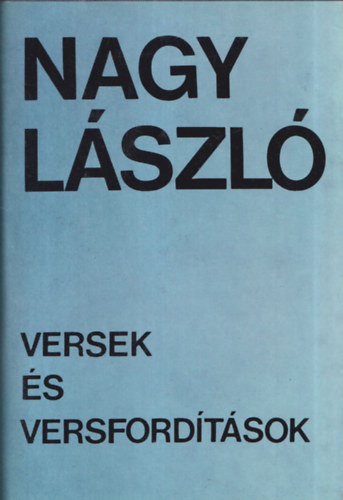 NAGY
LÁSZLÓ
VERSEK
ÉS
VERSFORDÍTÁSOK